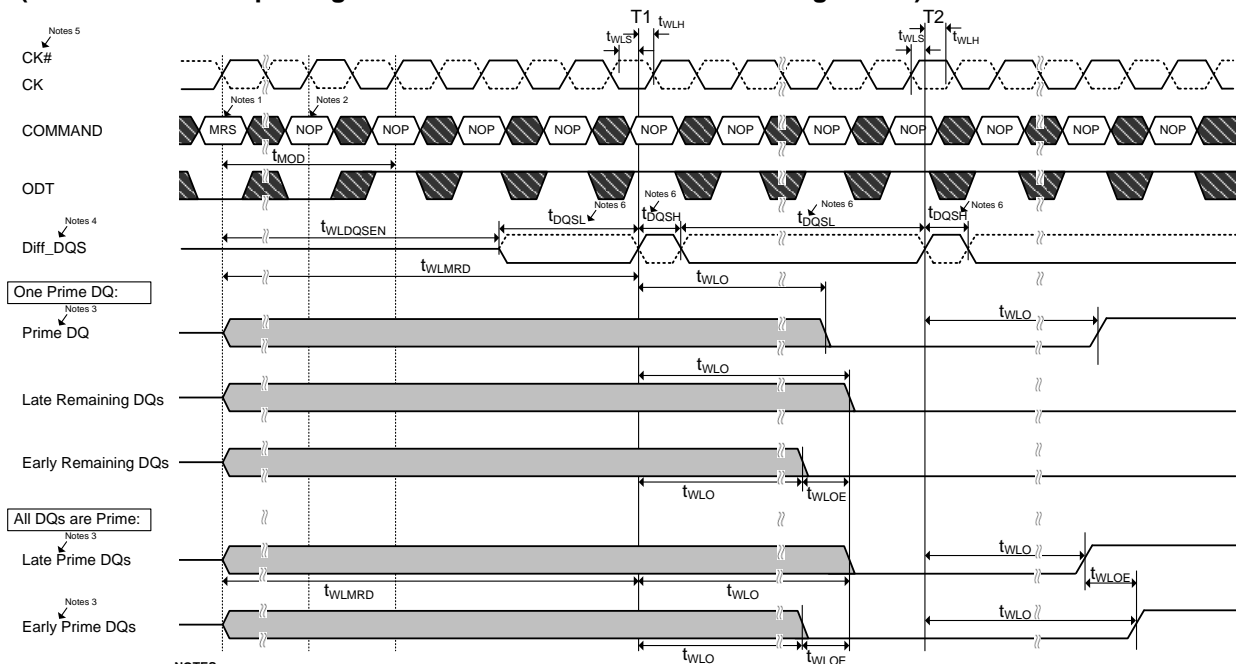 T1
T2
tWLS
tWLH
tWLS
tWLH
Notes 5
CK#
CK
Notes 1
Notes 2
COMMAND
MRS NOP NOP NOP NOP NOP NOP NOP NOP NOP NOP NOP
tMOD
ODT
Notes 4
Diff_DQS
tWLDQSEN
tDQSL Notes 6
tDQSH Notes 6
tDQSL Notes 6
tDQSH Notes 6
tWLMRD
One Prime DQ:
tWLO
Notes 3
Prime DQ
tWLO
tWLO
Late Remaining DQs
Early Remaining DQs
tWLO
tWLOE
All DQs are Prime:
Notes 3
Late Prime DQs
tWLO
tWLMRD
tWLO
tWLOE
Notes 3
Early Prime DQs
tWLO
tWLO
tWLOE
NOTES